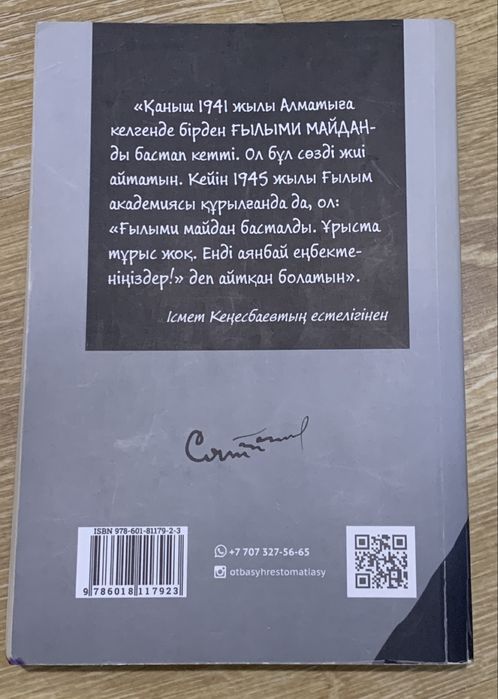 «Қаныш 1941 жылы Алматыға
келгенде бірден ҒЫЛЫМИ МАЙДАН-
ды бастап кетті. Ол бұл сөзді жиі
айтатын. Кейін 1945 жылы Ғылым
академиясы құрылғанда да, ол:
«Ғылыми майдан басталды. Ұрыста
тұрыс жоқ. Енді аянбай еңбекте-
ніңіздер!» деп айтқан болатын».
Ісмет Кеңесбаевтың естелігінен
ISBN 978-601-81179-2-3
9 786018 117923
+7 707 327-56-65
otbasyhrestomatiasy